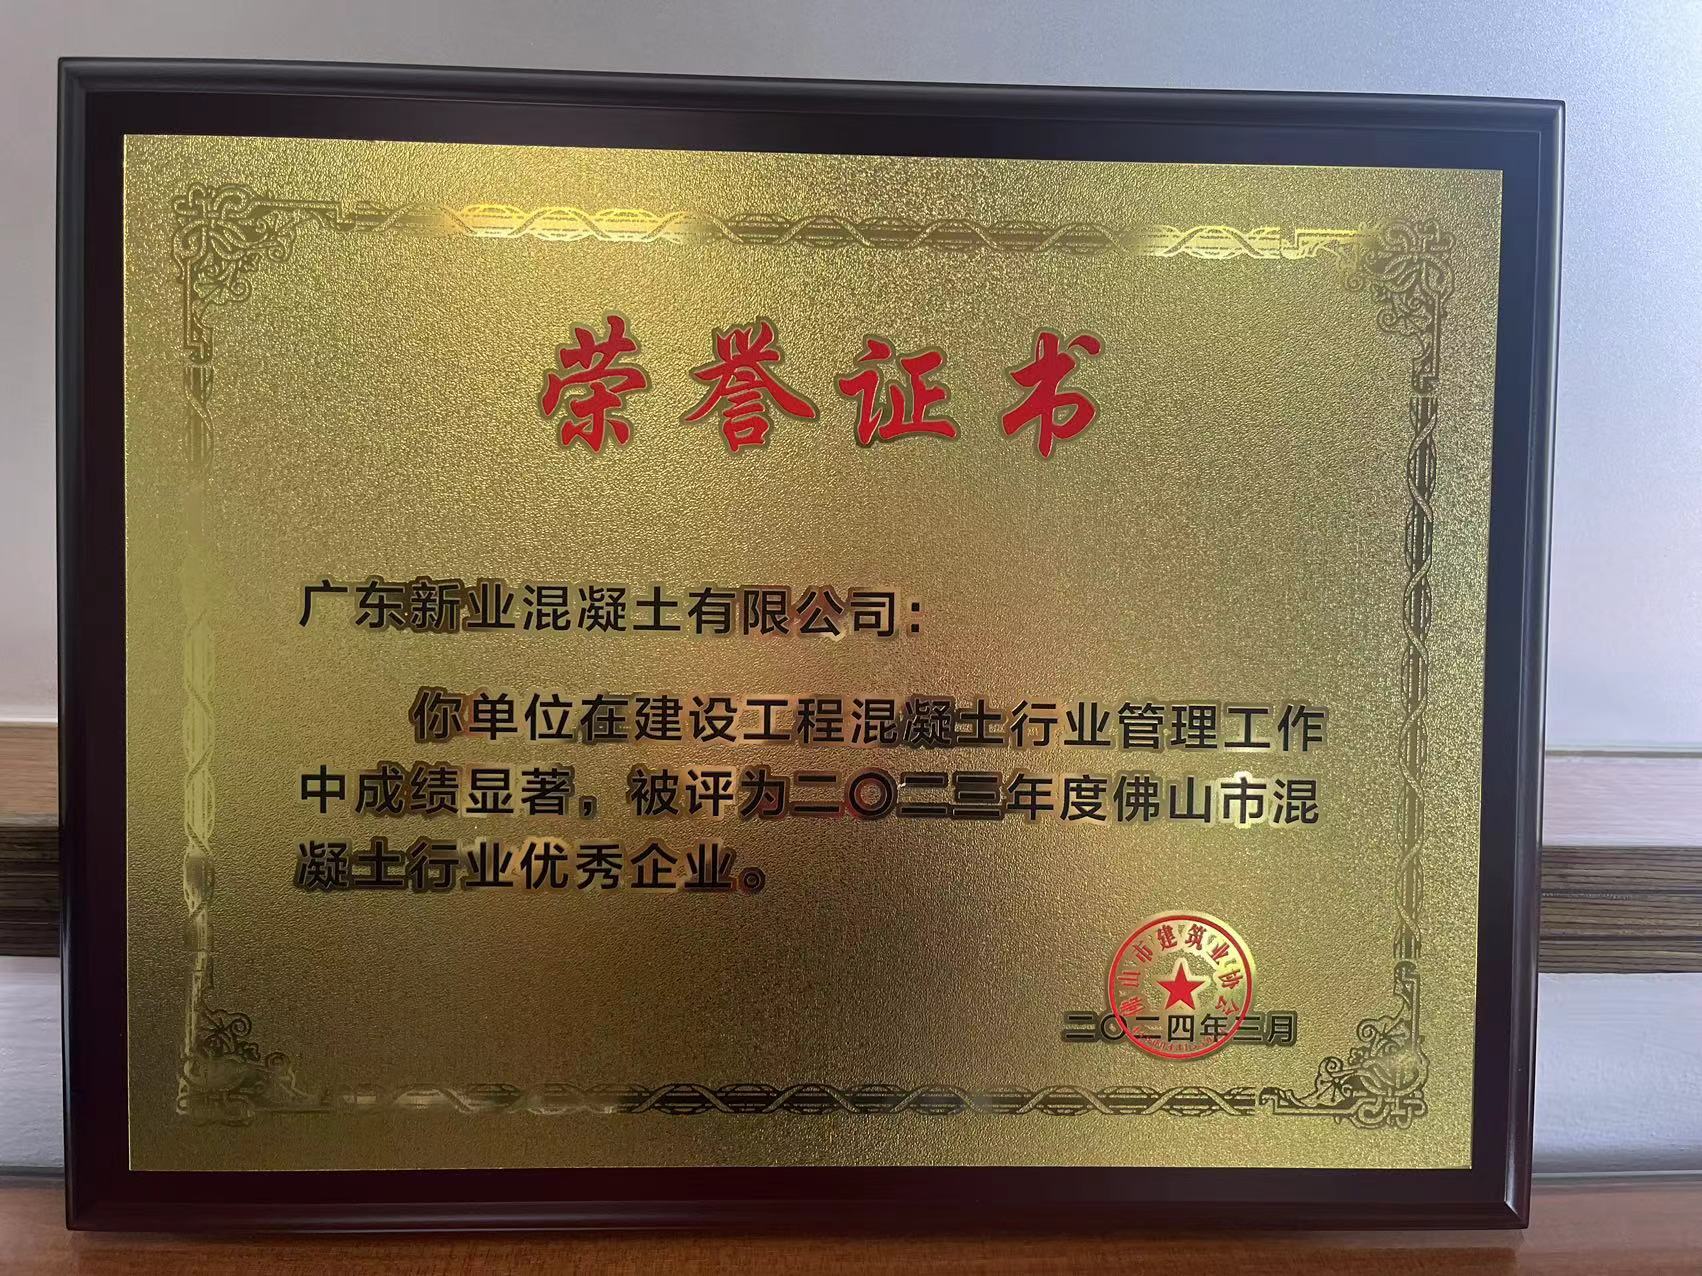 荣誉证书
广东新业混凝土有限公司：
你单位在建设工程混凝土行业管理工作
中成绩显著，被评为二〇二三年度佛山市混
凝土行业优秀企业。
佛山市建筑业协会
二〇二四年三月